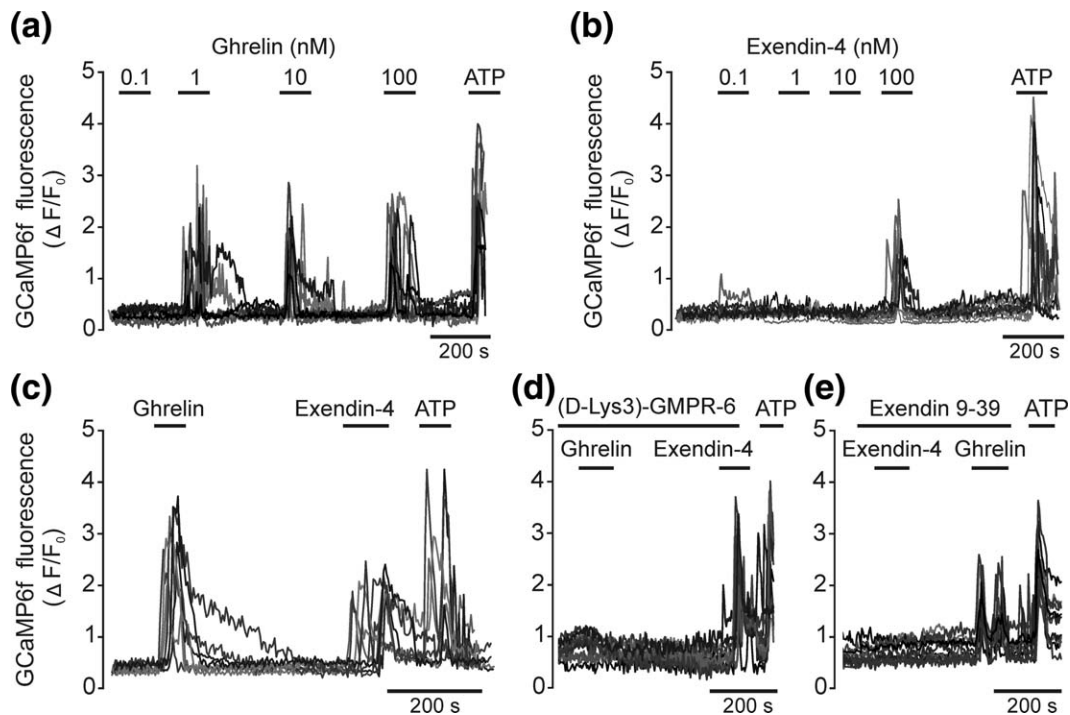 (a)
Ghrelin (nM)
0.1 1 10 100 ATP
GCaMP6f fluorescence
(Δ F/F0)
5
4
3
2
1
0
200 s
(b)
Exendin-4 (nM)
0.1 1 10 100 ATP
GCaMP6f fluorescence
(Δ F/F0)
5
4
3
2
1
0
200 s
(c)
Ghrelin Exendin-4 ATP
GCaMP6f fluorescence
(Δ F/F0)
5
4
3
2
1
0
200 s
(d)
(D-Lys3)-GMPR-6 ATP
Ghrelin Exendin-4
5
4
3
2
1
0
200 s
(e)
Exendin 9-39 ATP
Exendin-4 Ghrelin
5
4
3
2
1
0
200 s